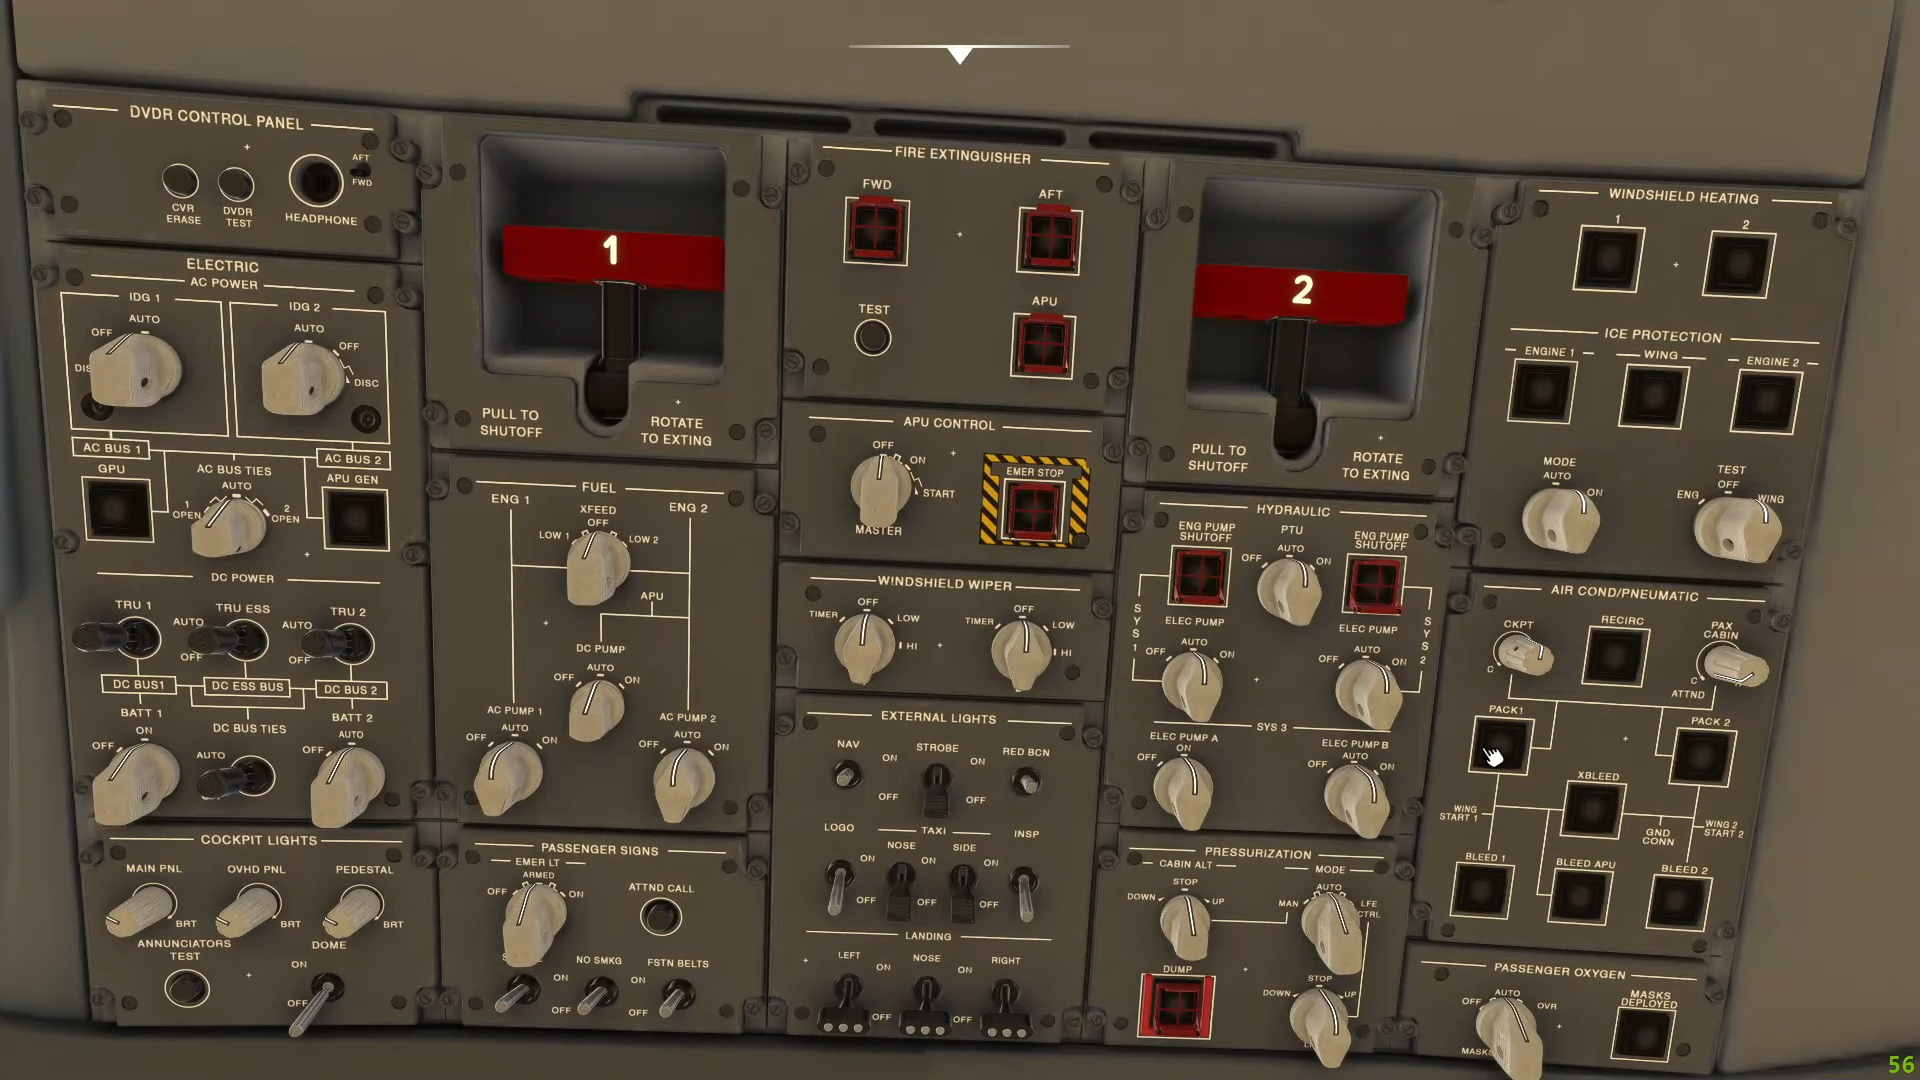 DVDR CONTROL PANEL
CVR
ERASE
DVDR
TEST
HEADPHONE
AFT
FWD
ELECTRIC
AC POWER
IDG 1
AUTO
OFF
IDG 2
AUTO
OFF
DISC
AC BUS 1
AC BUS 2
GPU
AC BUS TIES
AUTO
1
OPEN
2
OPEN
APU GEN
DC POWER
TRU 1
TRU ESS
TRU 2
AUTO
OFF
AUTO
OFF
DC BUS1
DC ESS BUS
DC BUS 2
BATT 1
ON
OFF
DC BUS TIES
AUTO
BATT 2
AUTO
OFF
COCKPIT LIGHTS
MAIN PNL
OVHD PNL
PEDESTAL
BRT
BRT
BRT
ANNUNCIATORS
TEST
DOME
ON
OFF
1
PULL TO
SHUTOFF
ROTATE
TO EXTING
FUEL
ENG 1
ENG 2
XFEED
OFF
LOW 1
LOW 2
APU
DC PUMP
AUTO
OFF
ON
AC PUMP 1
AUTO
OFF
ON
AC PUMP 2
AUTO
OFF
ON
PASSENGER SIGNS
EMER LT
ARMED
OFF
ON
ATTND CALL
NO SMKG
FSTN BELTS
ON
OFF
ON
OFF
FIRE EXTINGUISHER
FWD
AFT
TEST
APU
APU CONTROL
OFF
ON
START
MASTER
EMER STOP
WINDSHIELD WIPER
OFF
TIMER
LOW
HI
OFF
TIMER
LOW
HI
EXTERNAL LIGHTS
NAV
STROBE
RED BCN
ON
OFF
ON
OFF
LOGO
TAXI
INSP
NOSE
SIDE
ON
OFF
ON
OFF
ON
OFF
LANDING
LEFT
NOSE
RIGHT
ON
OFF
ON
OFF
2
PULL TO
SHUTOFF
ROTATE
TO EXTING
HYDRAULIC
ENG PUMP
SHUTOFF
PTU
AUTO
OFF
ON
ENG PUMP
SHUTOFF
SYS 1
SYS 2
ELEC PUMP
AUTO
OFF
ON
ELEC PUMP
AUTO
OFF
ON
SYS 3
ELEC PUMP A
ON
OFF
ELEC PUMP B
AUTO
OFF
ON
PRESSURIZATION
CABIN ALT
STOP
DOWN
UP
MODE
AUTO
MAN
LFE
CTRL
DUMP
STOP
DOWN
UP
WINDSHIELD HEATING
1
2
ICE PROTECTION
ENGINE 1
WING
ENGINE 2
MODE
AUTO
ON
TEST
OFF
ENG
WING
AIR COND/PNEUMATIC
CKPT
C
RECIRC
PAX
CABIN
C
ATTND
PACK1
PACK 2
XBLEED
WING
START 1
GND
CONN
WING 2
START 2
BLEED 1
BLEED APU
BLEED 2
PASSENGER OXYGEN
AUTO
OFF
OVR
MASKS
DEPLOYED
MASKS
56